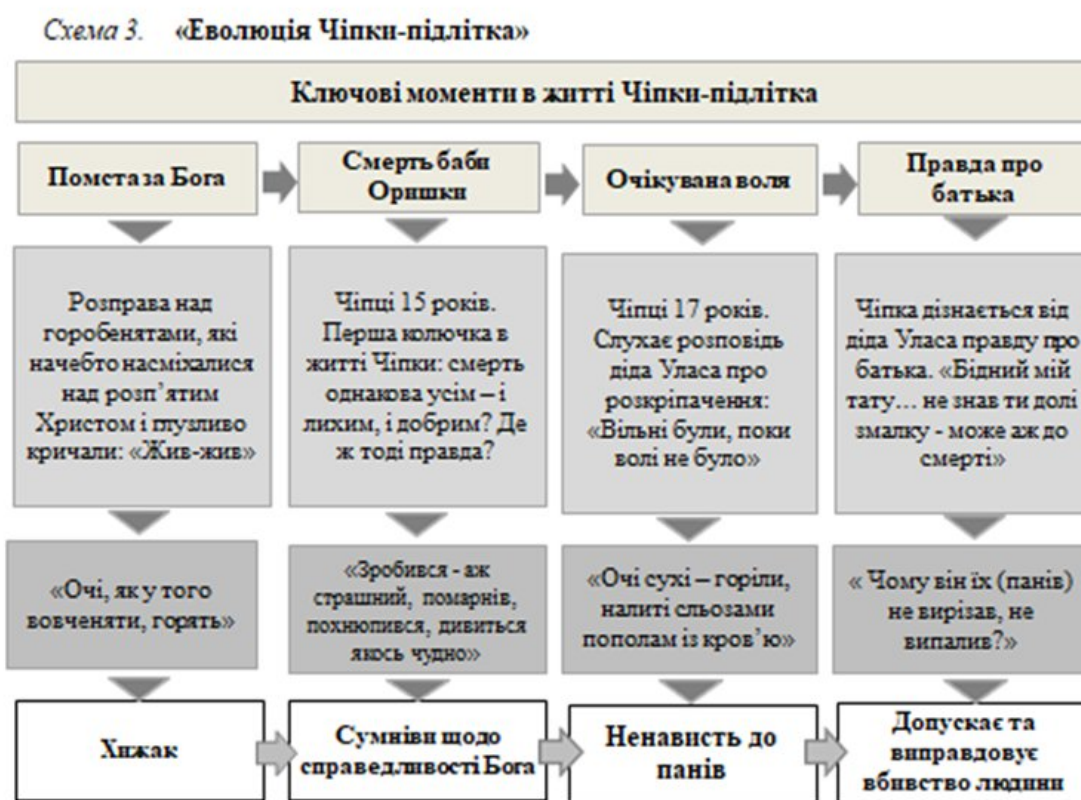 Схема 3. «Еволюція Чіпки-підлітка»
Ключові моменти в житті Чіпки-підлітка
Помста за Бога
Смерть баби
Оришки
Очікувана воля
Правда про
батька
Розправа над
горобенятами, які
начебто насміхалися
над розп’ятим
Христом і глузливо
кричали: «Жив-жив»
Чіпці 15 років.
Перша колючка в
житті Чіпки: смерть
однакова усім – і
лихим, і добрим? Де
ж тоді правда?
Чіпці 17 років.
Слухає розповідь
діда Уласа про
розкріпачення:
«Вільні були, поки
волі не було»
Чіпка дізнається від
діда Уласа правду про
батька. «Бідний мій
тату… не знав ти долі
змалку - може аж до
смерті»
«Очі, як у того
вовченяти, горять»
«Зробився - аж
страшний, помарнів,
похнюпився, дивиться
якось чудно»
«Очі сухі – горіли,
налиті сльозами
пополам із кров’ю»
« Чому він їх (панів)
не вирізав, не
випалив?»
Хижак
Сумніви щодо
справедливості Бога
Ненависть до
панів
Допускає та
виправдовує
вбивство людини